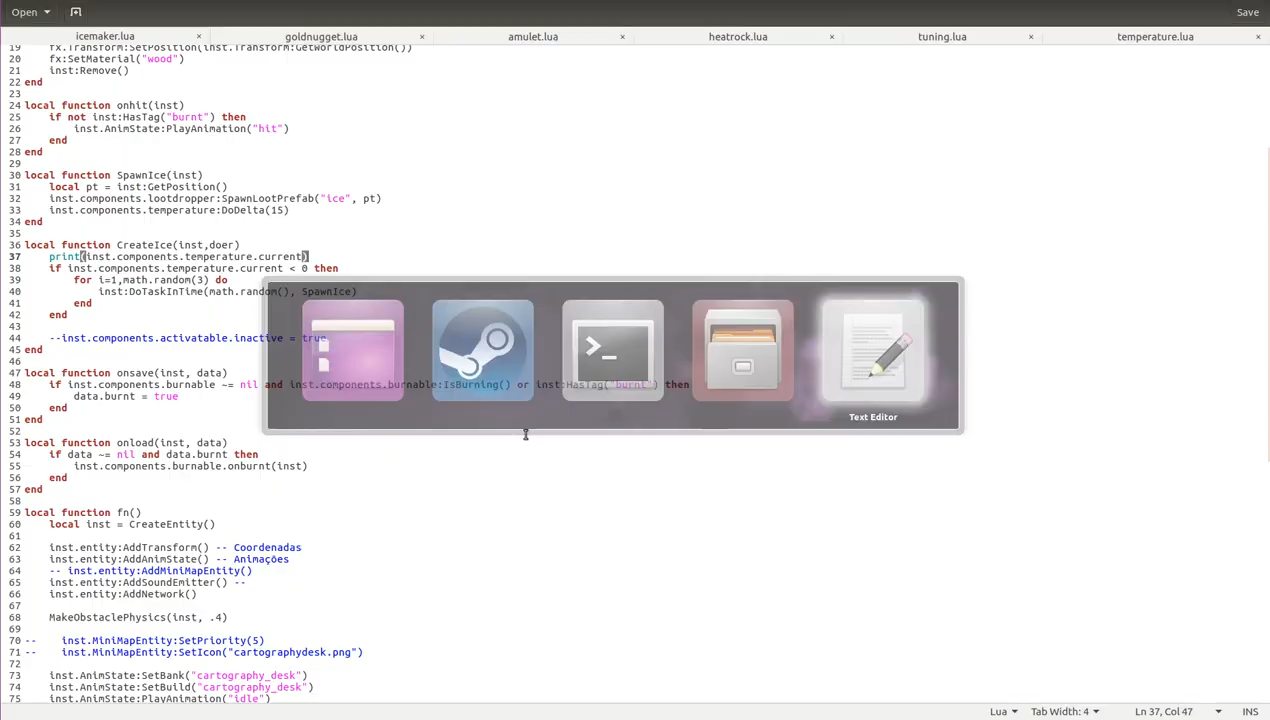 Open
Save
icemaker.lua × goldnugget.lua × amulet.lua × heatrock.lua × tuning.lua × temperature.lua ×
19 fx.Transform:SetPosition(inst.Transform:GetWorldPosition())
20 fx:SetMaterial("wood")
21 inst:Remove()
22 end
23
24 local function onhit(inst)
25 if not inst:HasTag("burnt") then
26 inst.AnimState:PlayAnimation("hit")
27 end
28 end
29
30 local function SpawnIce(inst)
31 local pt = inst:GetPosition()
32 inst.components.lootdropper:SpawnLootPrefab("ice", pt)
33 inst.components.temperature:DoDelta(15)
34 end
35
36 local function CreateIce(inst,doer)
37 print(inst.components.temperature.current)
38 if inst.components.temperature.current < 0 then
39 for i=1,math.random(3) do
40 inst:DoTaskInTime(math.random(), SpawnIce)
41 end
42 end
43
44 --inst.components.activatable.inactive = true
45 end
46
47 local function onsave(inst, data)
48 if inst.components.burnable ~= nil and inst.components.burnable:IsBurning() or inst:HasTag("burnt") then
49 data.burnt = true
50 end
51 end
52
53 local function onload(inst, data)
54 if data ~= nil and data.burnt then
55 inst.components.burnable.onburnt(inst)
56 end
57 end
58
59 local function fn()
60 local inst = CreateEntity()
61
62 inst.entity:AddTransform() -- Coordenadas
63 inst.entity:AddAnimState() -- Animações
64 -- inst.entity:AddMiniMapEntity()
65 inst.entity:AddSoundEmitter() --
66 inst.entity:AddNetwork()
67
68 MakeObstaclePhysics(inst, .4)
69
70 -- inst.MiniMapEntity:SetPriority(5)
71 -- inst.MiniMapEntity:SetIcon("cartographydesk.png")
72
73 inst.AnimState:SetBank("cartography_desk")
74 inst.AnimState:SetBuild("cartography_desk")
75 inst.AnimState:PlayAnimation("idle")
Text Editor
Lua Tab Width: 4 Ln 37, Col 47 INS